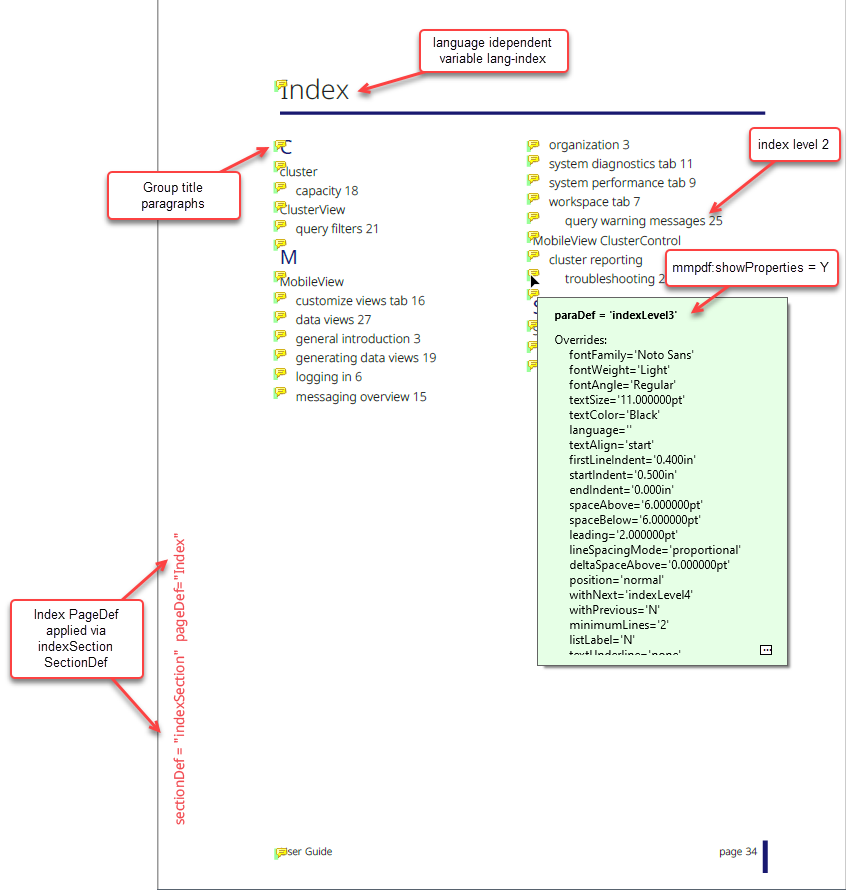 language idependent
variable lang-index
Index
C
cluster
capacity 18
ClusterView
query filters 21
M
MobileView
customize views tab 16
data views 27
general introduction 3
generating data views 19
logging in 6
messaging overview 15
organization 3
system diagnostics tab 11
system performance tab 9
workspace tab 7
query warning messages 25
MobileView ClusterControl
cluster reporting
troubleshooting 2
index level 2
Group title
paragraphs
mmpdf:showProperties = Y
paraDef = 'indexLevel3'
Overrides:
fontFamily='Noto Sans'
fontWeight='Light'
fontAngle='Regular'
textSize='11.000000pt'
textColor='Black'
language=''
textAlign='start'
firstLineIndent='0.400in'
startIndent='0.500in'
endIndent='0.000in'
spaceAbove='6.000000pt'
spaceBelow='6.000000pt'
leading='2.000000pt'
lineSpacingMode='proportional'
deltaSpaceAbove='0.000000pt'
position='normal'
withNext='indexLevel4'
withPrevious='N'
minimumLines='2'
listLabel='N'
textUnderline='none'
Index PageDef
applied via
indexSection
SectionDef
sectionDef = "indexSection" pageDef="Index"
User Guide
page 34